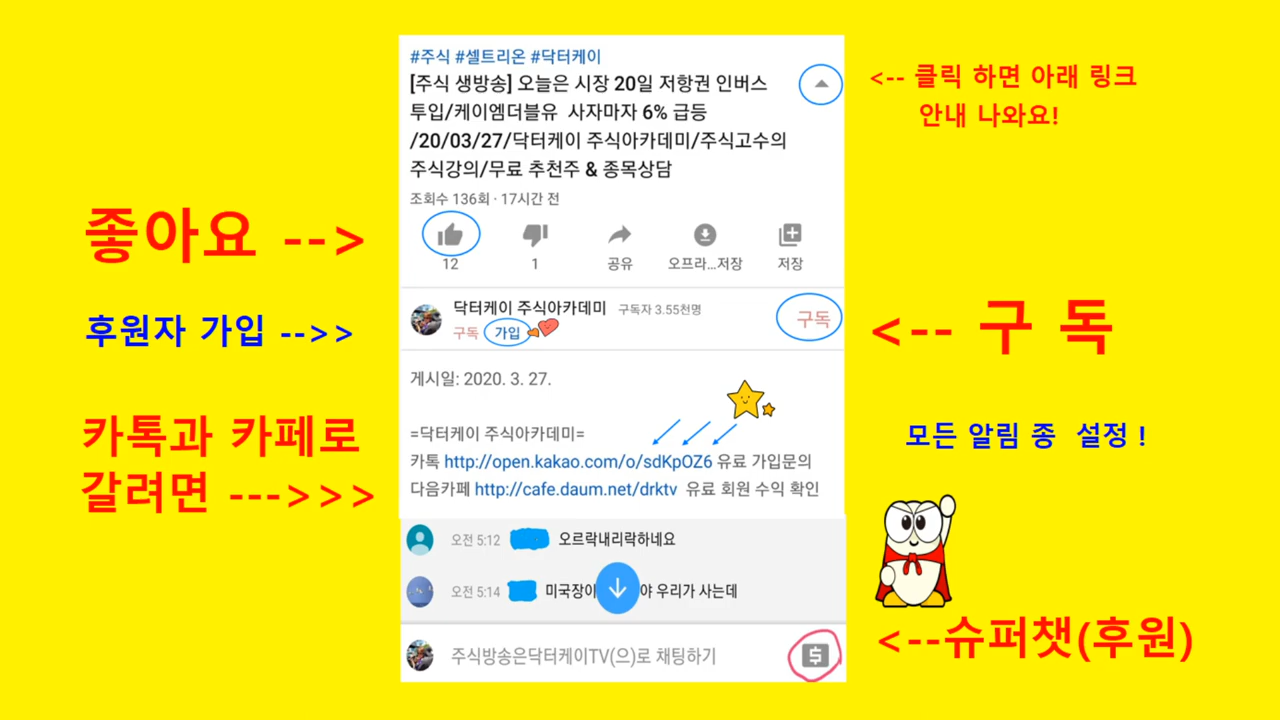 #주식 #셀트리온 #닥터케이
[주식 생방송] 오늘은 시장 20일 저항권 인버스
투입/케이엠더블유 사자마자 6% 급등
/20/03/27/닥터케이 주식아카데미/주식고수의
주식강의/무료 추천주 & 종목상담
조회수 136회 · 17시간 전
<-- 클릭 하면 아래 링크
안내 나와요!
좋아요 -->
12
1
공유
오프라...저장
저장
후원자 가입 -->>
닥터케이 주식아카데미 구독자 3.55천명
구독 가입
구독
<-- 구 독
게시일: 2020. 3. 27.
카톡과 카페로
갈려면 --->>>
=닥터케이 주식아카데미=
카톡 http://open.kakao.com/o/sdKpOZ6 유료 가입문의
다음카페 http://cafe.daum.net/drktv 유료 회원 수익 확인
모든 알림 종 설정 !
오전 5:12 오르락내리락하네요
오전 5:14 미국장이 야 우리가 사는데
주식방송은닥터케이TV(으)로 채팅하기
<--슈퍼챗(후원)